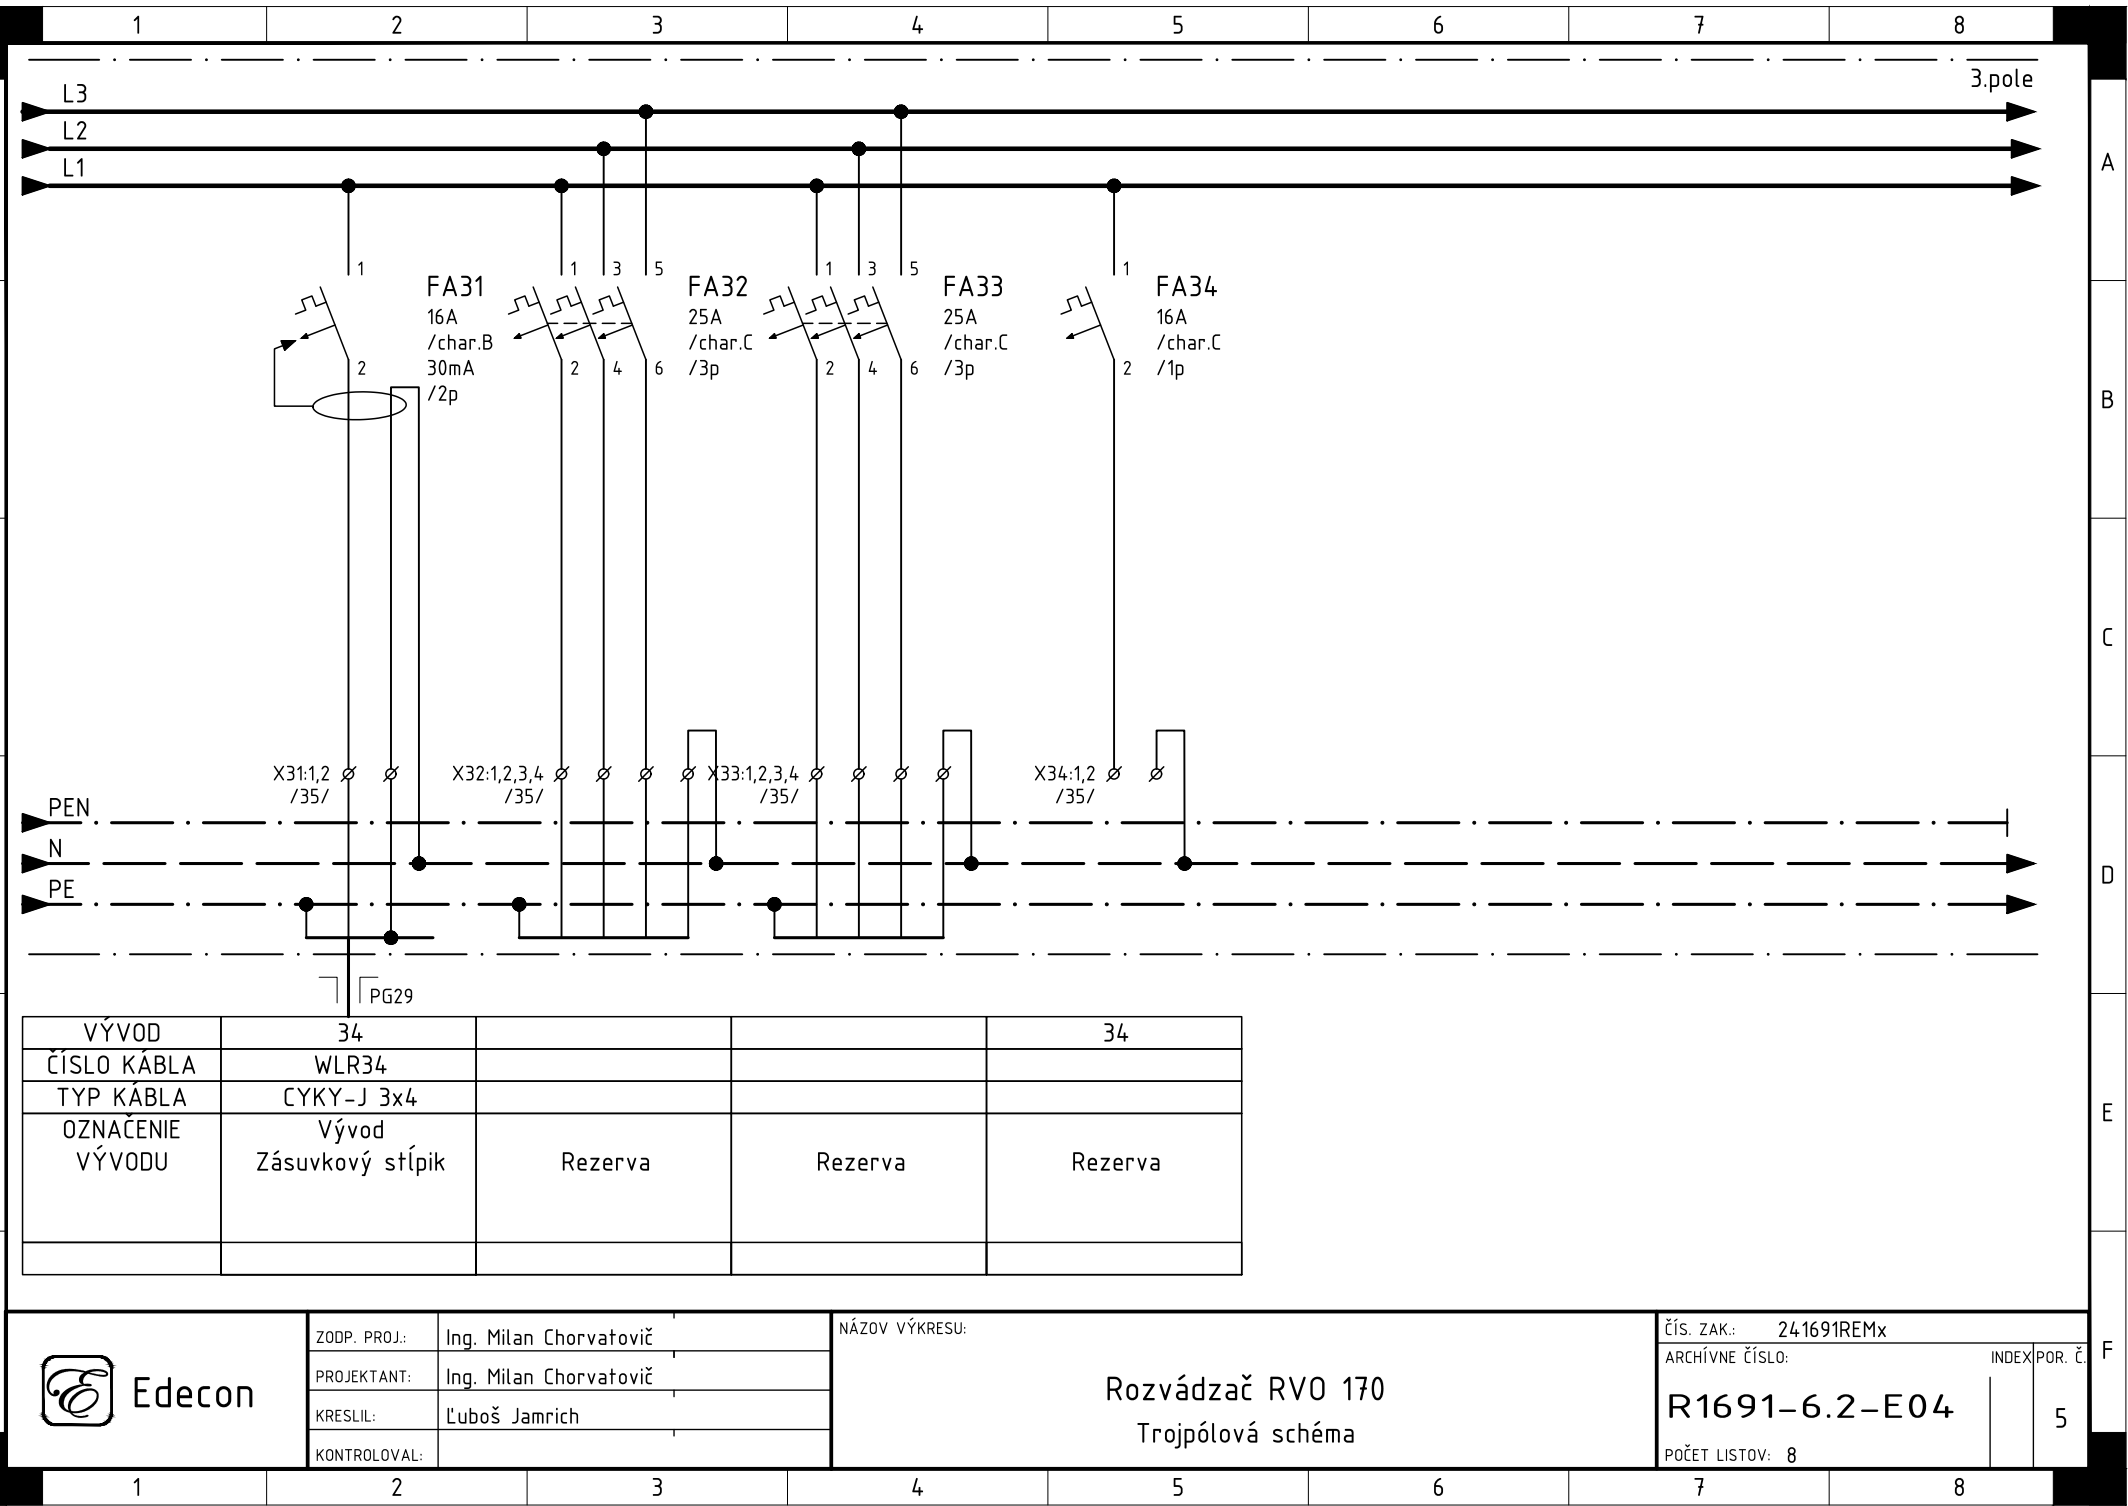 1 2 3 4 5 6 7 8
3.pole
L3
L2
L1
A
1 1 3 5 1 3 5 1
FA31 FA32 FA33 FA34
16A 25A 25A 16A
/char.B /char.C /char.C /char.C
2 30mA 2 4 6 /3p 2 4 6 /3p 2 /1p
/2p
B
C
X31:1,2 X32:1,2,3,4 X33:1,2,3,4 X34:1,2
/35/ /35/ /35/ /35/
PEN
N
D
PE
PG29
VÝVOD 34 34
ČÍSLO KÁBLA WLR34
TYP KÁBLA CYKY-J 3x4
E
OZNAČENIE Vývod
VÝVODU Zásuvkový stĺpik Rezerva Rezerva Rezerva
Edecon
ZODP. PROJ.: Ing. Milan Chorvatovič
PROJEKTANT: Ing. Milan Chorvatovič
KRESLIL: Ľuboš Jamrich
KONTROLOVAL:
NÁZOV VÝKRESU:
Rozvádzač RVO 170
Trojpólová schéma
ČÍS. ZAK.: 241691REMx
ARCHÍVNE ČÍSLO: INDEX POR. Č.
F
R1691-6.2-E04
5
POČET LISTOV: 8
1 2 3 4 5 6 7 8